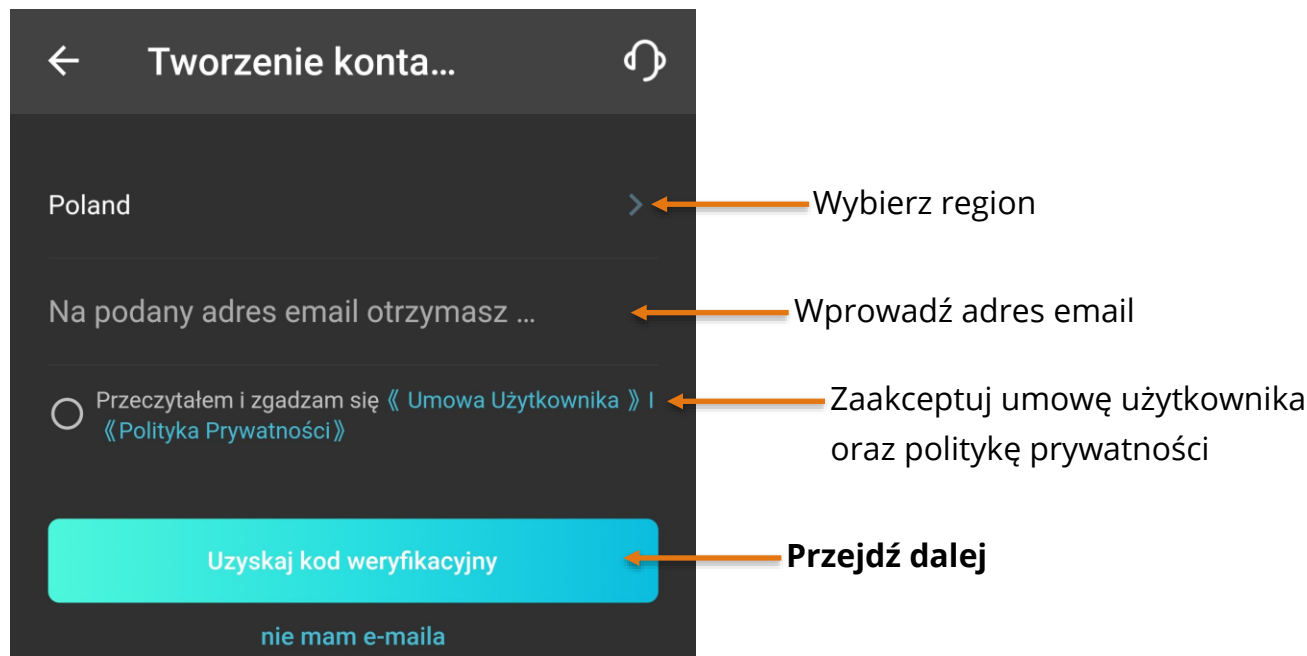 Tworzenie konta...
Poland
Wybierz region
Na podany adres email otrzymasz ...
Wprowadź adres email
Przeczytałem i zgadzam się 《 Umowa Użytkownika 》 I
《Polityka Prywatności》
Zaakceptuj umowę użytkownika
oraz politykę prywatności
Uzyskaj kod weryfikacyjny
Przejdź dalej
nie mam e-maila